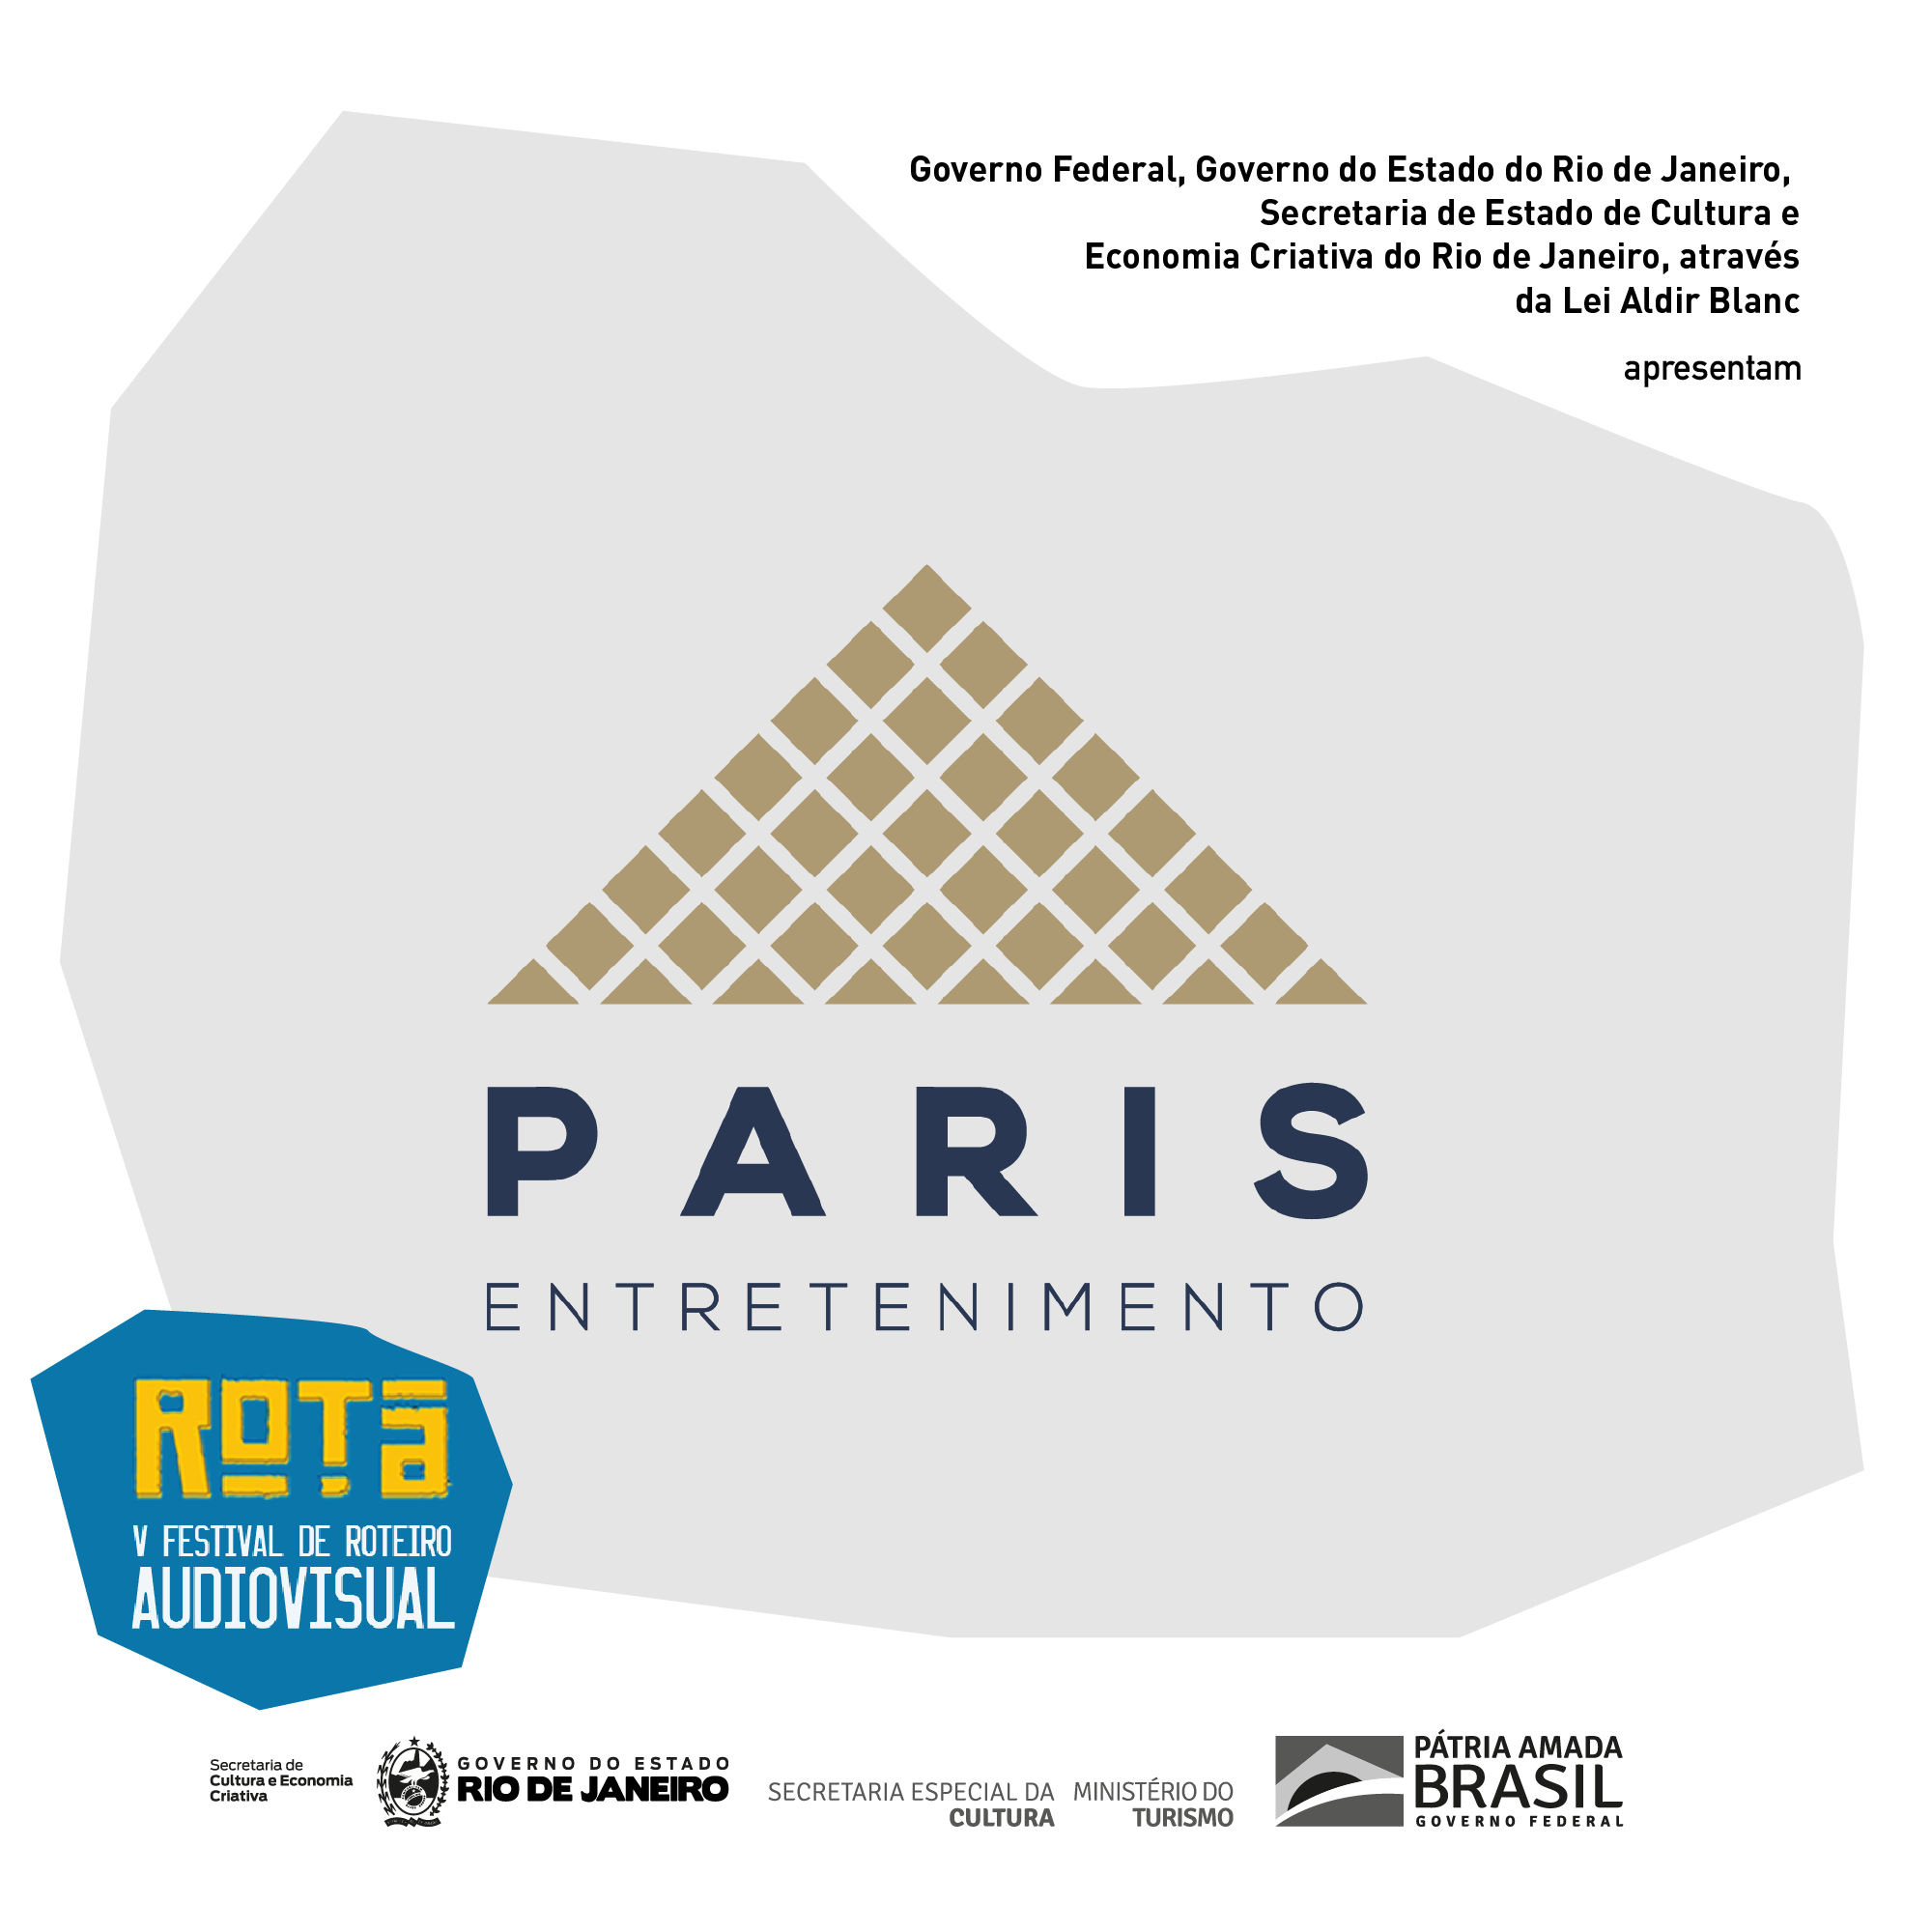 Governo Federal, Governo do Estado do Rio de Janeiro,
Secretaria de Estado de Cultura e
Economia Criativa do Rio de Janeiro, através
da Lei Aldir Blanc
apresentam
PARIS
ENTRETENIMENTO
ROTA
V FESTIVAL DE ROTEIRO
AUDIOVISUAL
Secretaria de
Cultura e Economia
Criativa
GOVERNO DO ESTADO
RIO DE JANEIRO
SECRETARIA ESPECIAL DA
CULTURA
MINISTÉRIO DO
TURISMO
PÁTRIA AMADA
BRASIL
GOVERNO FEDERAL